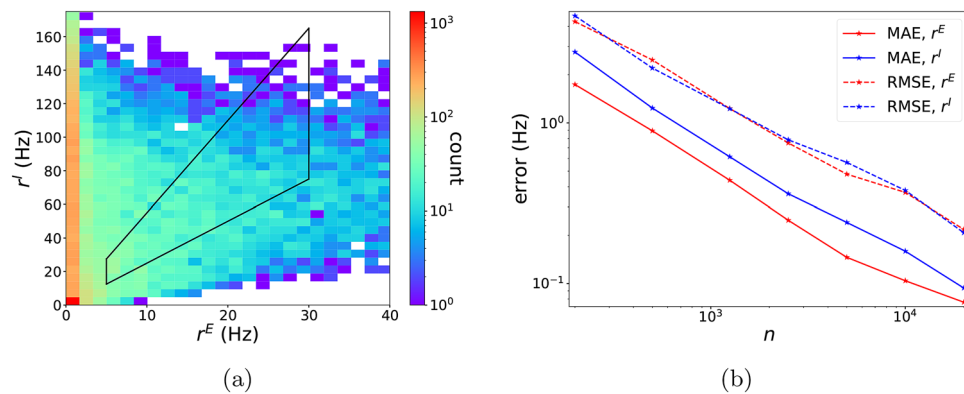 160
140
120
100
80
60
40
20
0
r^I (Hz)
0 10 20 30 40
r^E (Hz)
10^3
10^2
10^1
10^0
count
(a)
10^0
10^-1
error (Hz)
10^3 10^4
n
MAE, r^E
MAE, r^I
RMSE, r^E
RMSE, r^I
(b)